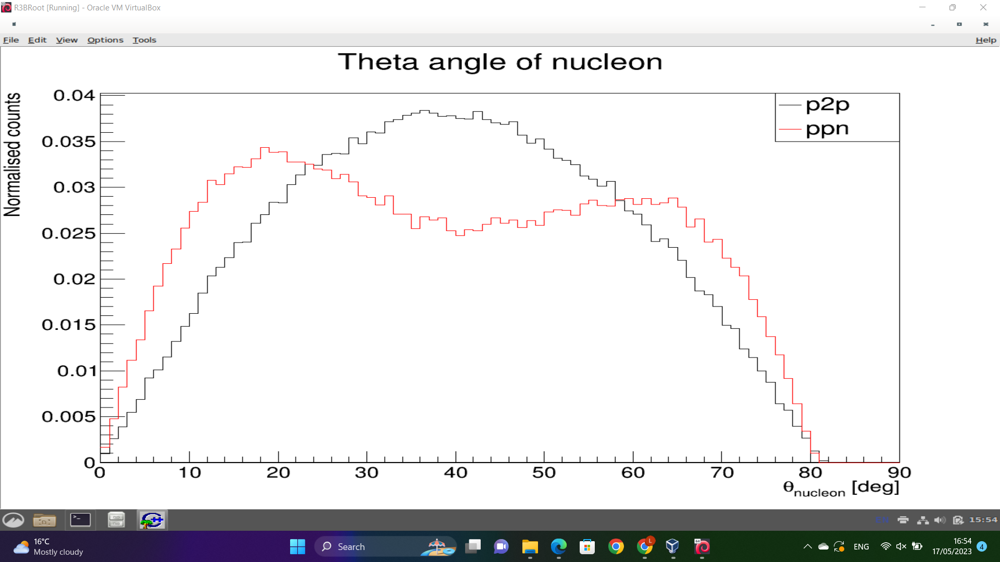 R3BRoot [Running] - Oracle VM VirtualBox
File Edit View Options Tools Help
Theta angle of nucleon
Normalised counts
0.04
0.035
0.03
0.025
0.02
0.015
0.01
0.005
0
p2p
ppn
0 10 20 30 40 50 60 70 80 90
θnucleon [deg]
EN 15:54
16°C
Mostly cloudy
Search
64
L
64
ENG
16:54
17/05/2023
4